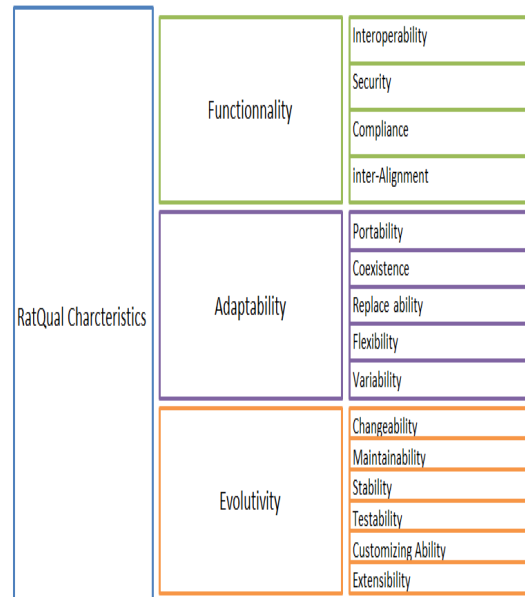 RatQual Charcteristics
Functionnality
Interoperability
Security
Compliance
inter-Alignment
Adaptability
Portability
Coexistence
Replace ability
Flexibility
Variability
Evolutivity
Changeability
Maintainability
Stability
Testability
Customizing Ability
Extensibility